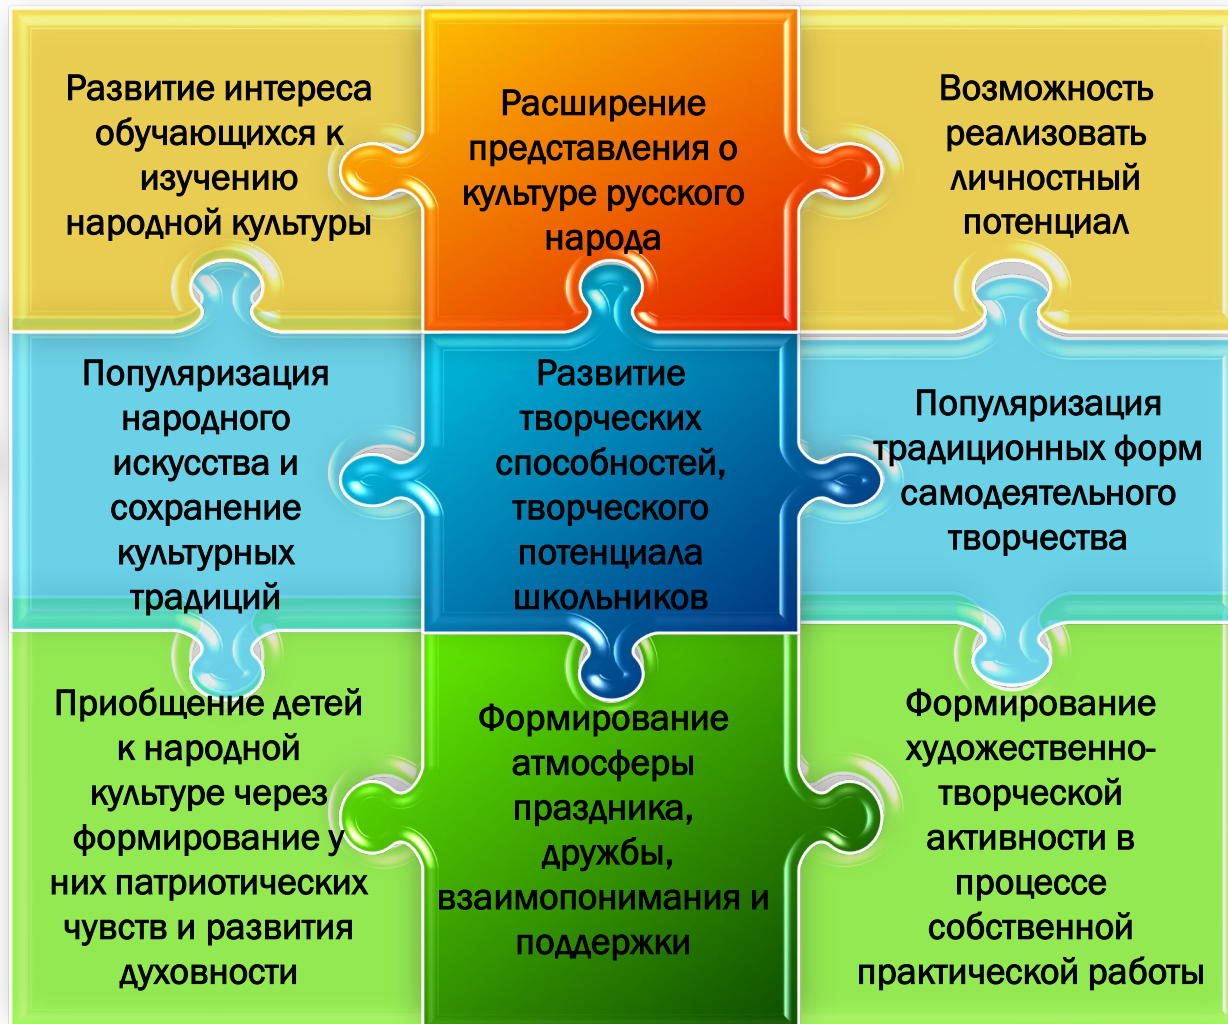 Развитие интереса
обучающихся к
изучению
народной культуры
Расширение
представления о
культуре русского
народа
Возможность
реализовать
личностный
потенциал
Популяризация
народного
искусства и
сохранение
культурных
традиций
Развитие
творческих
способностей,
творческого
потенциала
школьников
Популяризация
традиционных форм
самодеятельного
творчества
Приобщение детей
к народной
культуре через
формирование у
них патриотических
чувств и развития
духовности
Формирование
атмосферы
праздника,
дружбы,
взаимопонимания и
поддержки
Формирование
художественно-
творческой
активности в
процессе
собственной
практической работы